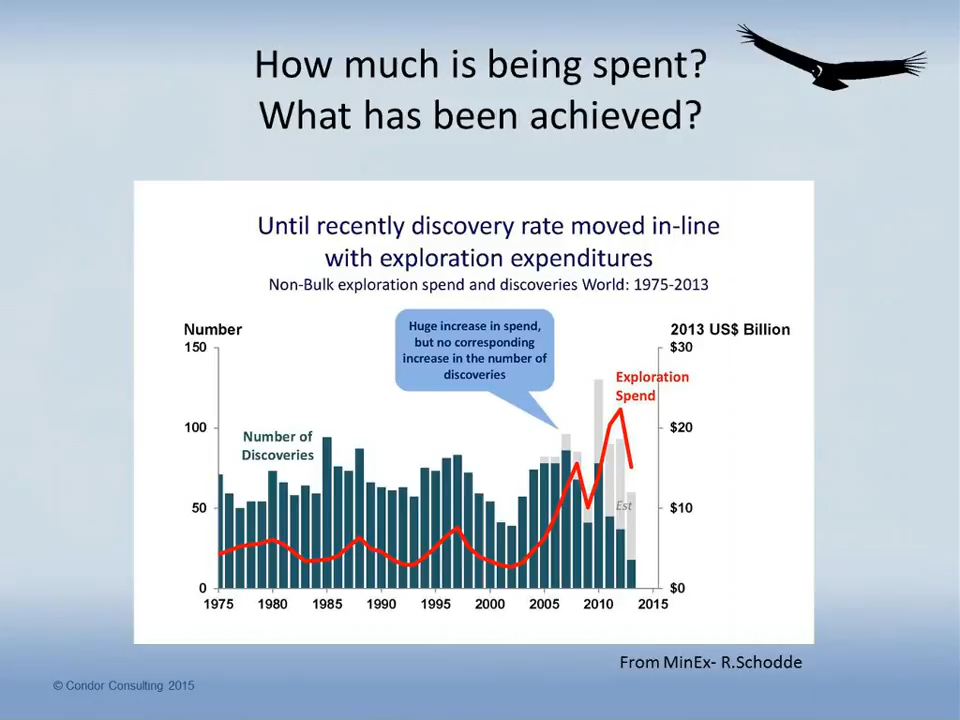 How much is being spent?
What has been achieved?
Until recently discovery rate moved in-line
with exploration expenditures
Non-Bulk exploration spend and discoveries World: 1975-2013
Huge increase in spend,
but no corresponding
increase in the number of
discoveries
Number
2013 US$ Billion
150
$30
Exploration
Spend
100
$20
Number of
Discoveries
50
$10
Est
0
$0
1975 1980 1985 1990 1995 2000 2005 2010 2015
From MinEx- R.Schodde
© Condor Consulting 2015